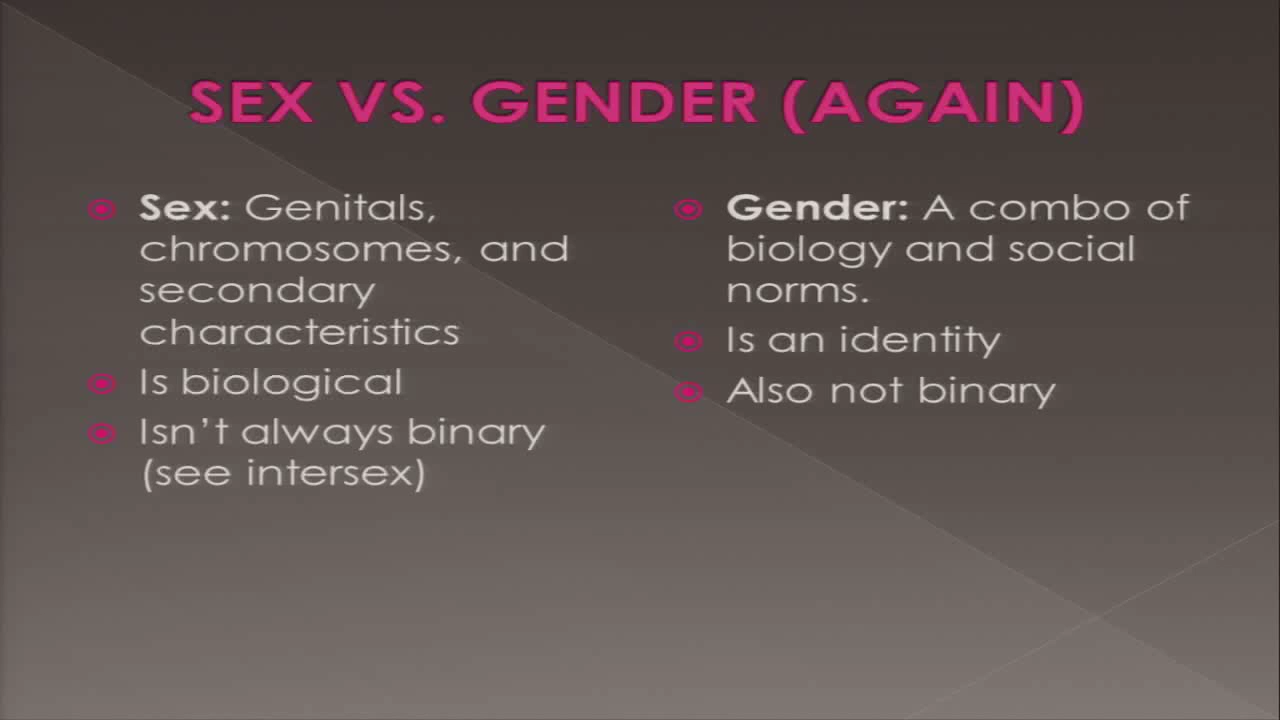 SEX VS. GENDER (AGAIN)
Sex: Genitals,
chromosomes, and
secondary
characteristics
Is biological
Isn’t always binary
(see intersex)
Gender: A combo of
biology and social
norms.
Is an identity
Also not binary